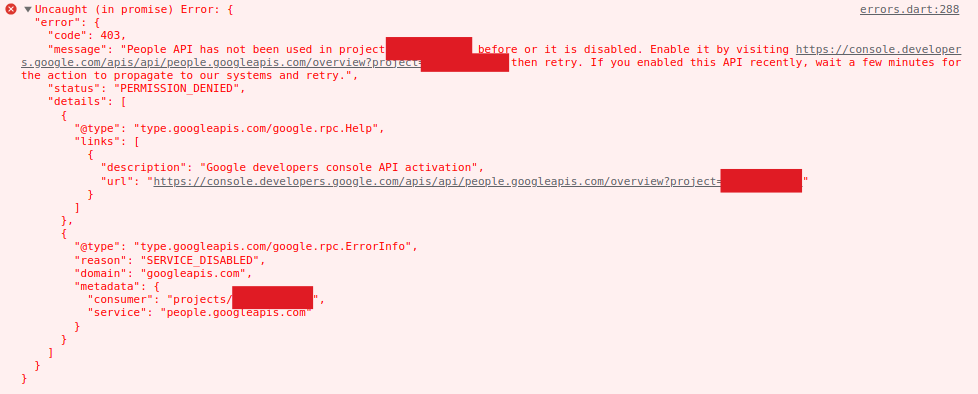 Uncaught (in promise) Error: { errors.dart:288
"error": {
"code": 403,
"message": "People API has not been used in project before or it is disabled. Enable it by visiting https://console.developer
s.google.com/apis/api/people.googleapis.com/overview?project= then retry. If you enabled this API recently, wait a few minutes for
the action to propagate to our systems and retry.",
"status": "PERMISSION_DENIED",
"details": [
{
"@type": "type.googleapis.com/google.rpc.Help",
"links": [
{
"description": "Google developers console API activation",
"url": "https://console.developers.google.com/apis/api/people.googleapis.com/overview?project="
}
]
},
{
"@type": "type.googleapis.com/google.rpc.ErrorInfo",
"reason": "SERVICE_DISABLED",
"domain": "googleapis.com",
"metadata": {
"consumer": "projects/",
"service": "people.googleapis.com"
}
}
]
}
}